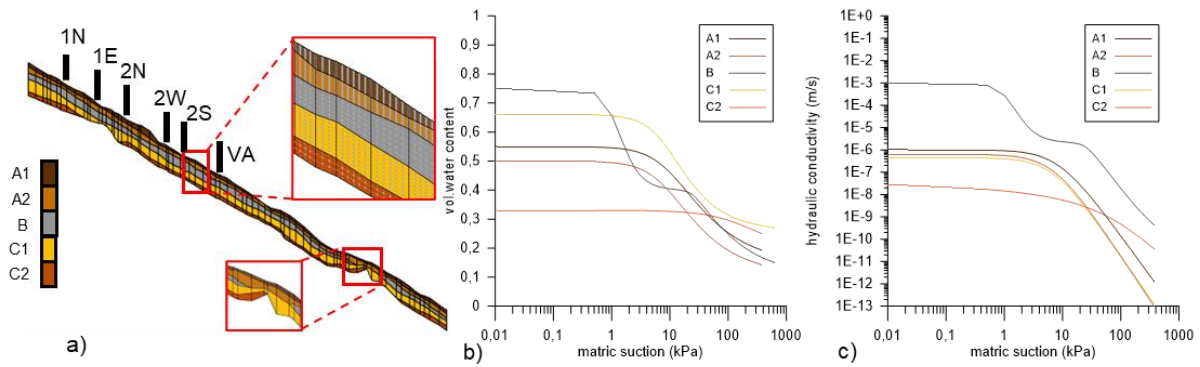 1N
1E
2N
2W
2S
VA
A1
A2
B
C1
C2
a)
1
0,9
0,8
0,7
0,6
0,5
0,4
0,3
0,2
0,1
0
vol.water content
0,01
0,1
1
10
100
1000
matric suction (kPa)
A1
A2
B
C1
C2
b)
1E+0
1E-1
1E-2
1E-3
1E-4
1E-5
1E-6
1E-7
1E-8
1E-9
1E-10
1E-11
1E-12
1E-13
hydraulic conductivity (m/s)
0,01
0,1
1
10
100
1000
matric suction (kPa)
A1
A2
B
C1
C2
c)